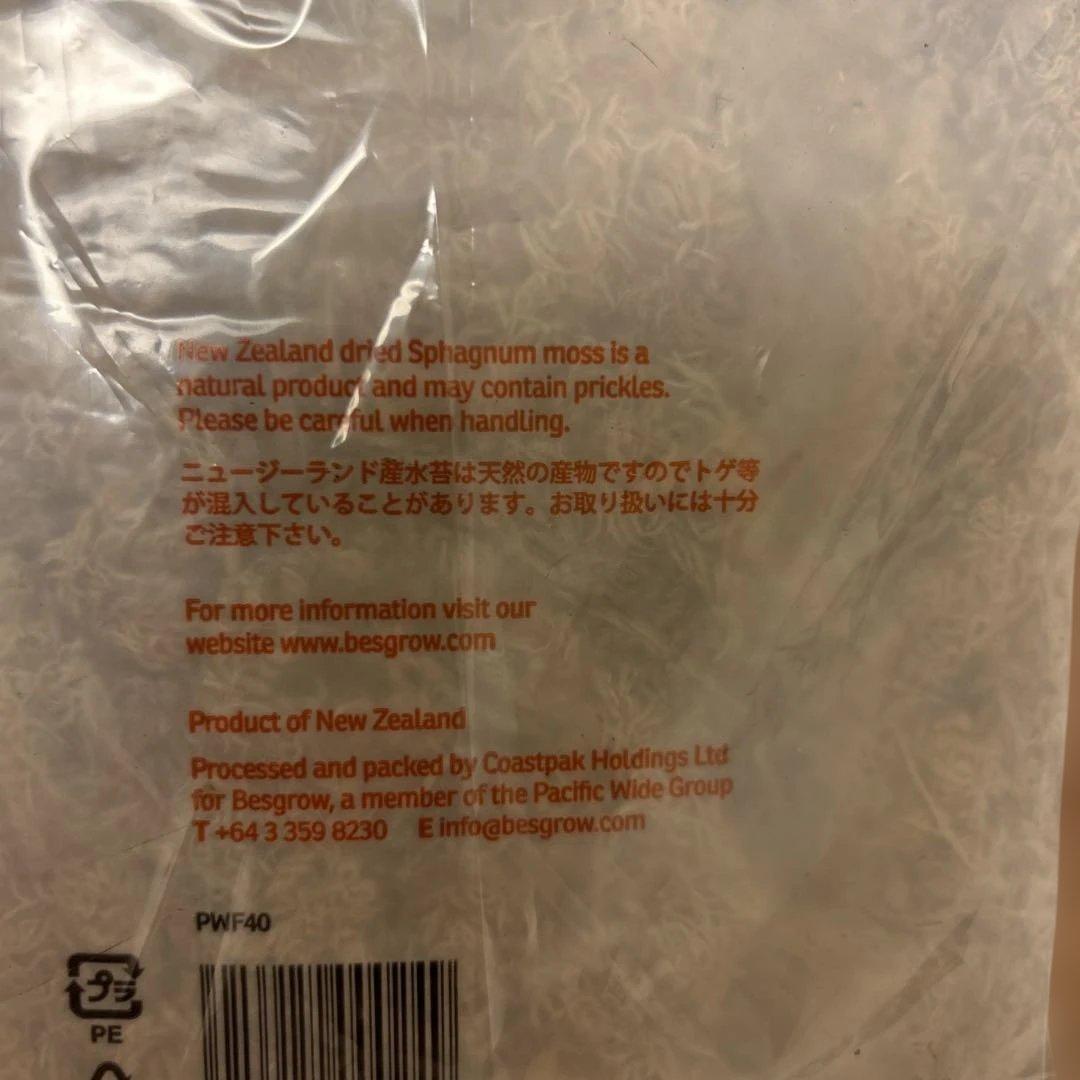 New Zealand dried Sphagnum moss is a
natural product and may contain prickles.
Please be careful when handling.
ニュージーランド産水苔は天然の産物ですのでトゲ等
が混入していることがあります。お取り扱いには十分
ご注意下さい。
For more information visit our
website www.besgrow.com
Product of New Zealand
Processed and packed by Coastpak Holdings Ltd
for Besgrow, a member of the Pacific Wide Group
T +64 3 359 8230 E info@besgrow.com
PWF40
プラ
PE